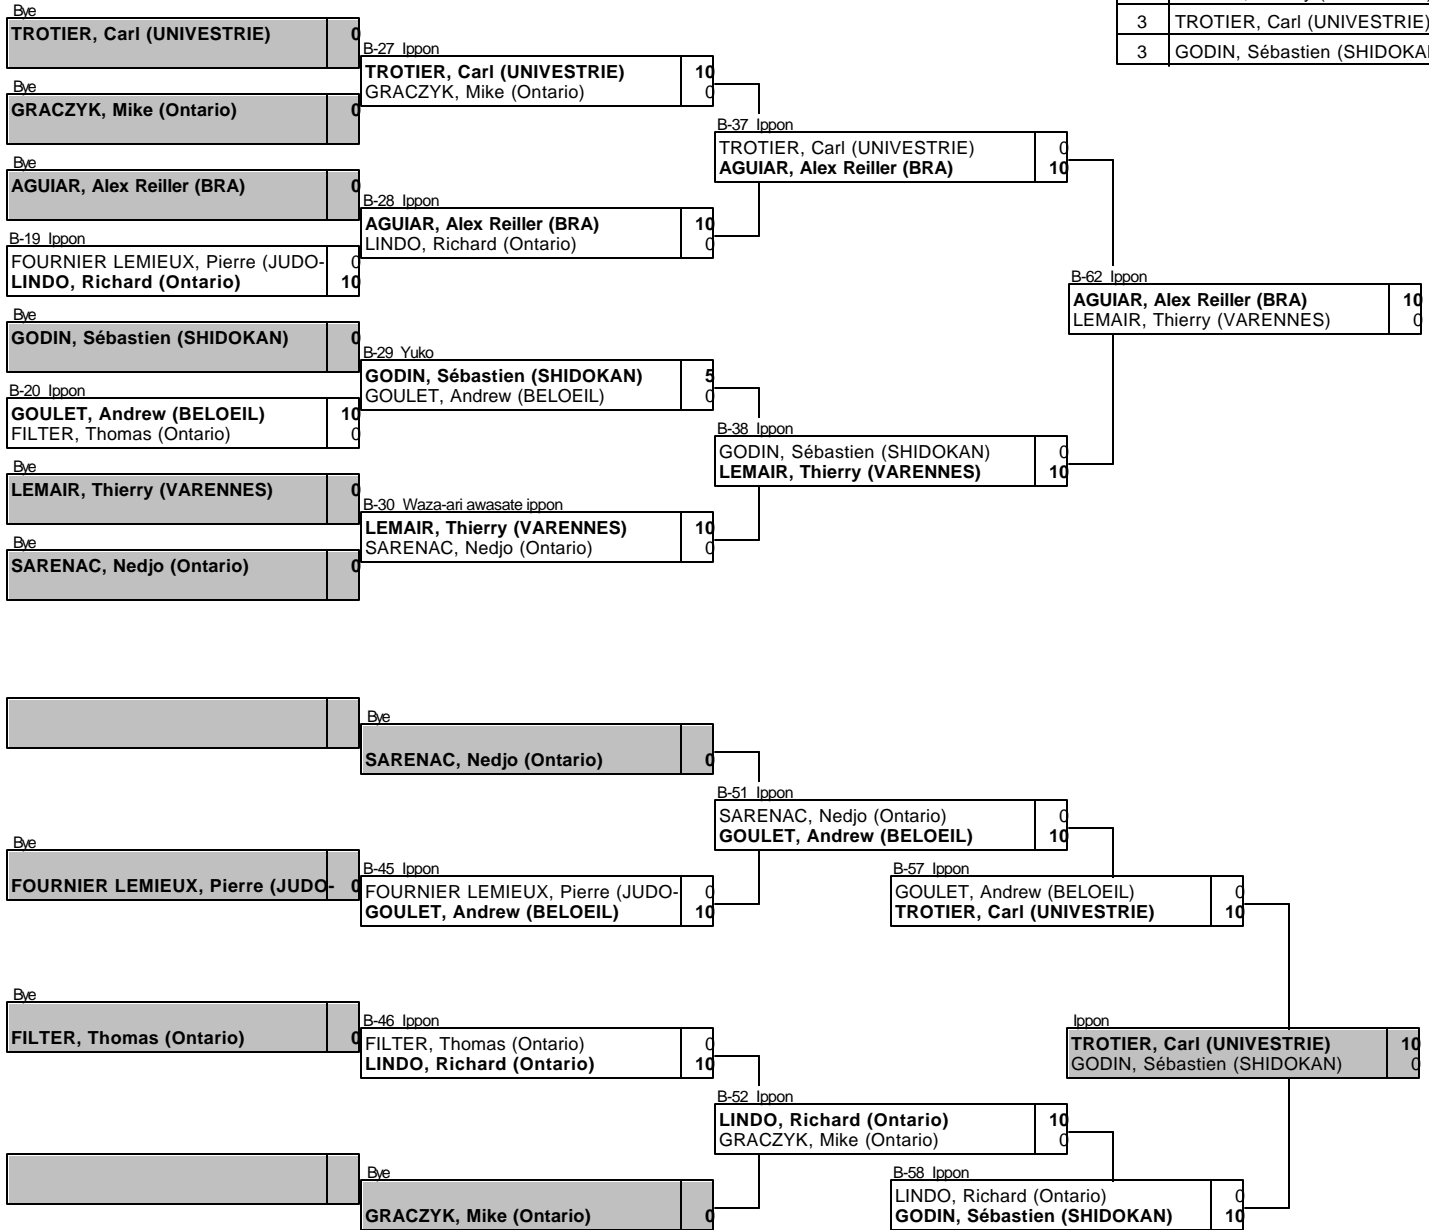 3 TROTIER, Carl (UNIVESTRIE)
3 GODIN, Sébastien
Bye
TROTIER, Carl (UNIVESTRIE) 0
Bye
GRACZYK, Mike (Ontario) 0
Bye
AGUIAR, Alex Reiller (BRA) 0
B-19 Ippon
FOURNIER LEMIEUX, Pierre (JUDO- 0
LINDO, Richard (Ontario) 10
Bye
GODIN, Sébastien (SHIDOKAN) 0
B-20 Ippon
GOULET, Andrew (BELOEIL) 10
FILTER, Thomas (Ontario) 0
Bye
LEMAIR, Thierry (VARENNES) 0
Bye
SARENAC, Nedjo (Ontario) 0
B-27 Ippon
TROTIER, Carl (UNIVESTRIE) 10
GRACZYK, Mike (Ontario) 0
B-28 Ippon
AGUIAR, Alex Reiller (BRA) 10
LINDO, Richard (Ontario) 0
B-29 Yuko
GODIN, Sébastien (SHIDOKAN) 5
GOULET, Andrew (BELOEIL) 0
B-30 Waza-ari awasate ippon
LEMAIR, Thierry (VARENNES) 10
SARENAC, Nedjo (Ontario) 0
B-37 Ippon
TROTIER, Carl (UNIVESTRIE) 0
AGUIAR, Alex Reiller (BRA) 10
B-38 Ippon
GODIN, Sébastien (SHIDOKAN) 0
LEMAIR, Thierry (VARENNES) 10
B-62 Ippon
AGUIAR, Alex Reiller (BRA) 10
LEMAIR, Thierry (VARENNES) 0
Bye
SARENAC, Nedjo (Ontario) 0
Bye
FOURNIER LEMIEUX, Pierre (JUDO- 0
B-45 Ippon
FOURNIER LEMIEUX, Pierre (JUDO- 0
GOULET, Andrew (BELOEIL) 10
B-51 Ippon
SARENAC, Nedjo (Ontario) 0
GOULET, Andrew (BELOEIL) 10
B-57 Ippon
GOULET, Andrew (BELOEIL) 0
TROTIER, Carl (UNIVESTRIE) 10
Bye
FILTER, Thomas (Ontario) 0
B-46 Ippon
FILTER, Thomas (Ontario) 0
LINDO, Richard (Ontario) 10
Bye
GRACZYK, Mike (Ontario) 0
B-52 Ippon
LINDO, Richard (Ontario) 10
GRACZYK, Mike (Ontario) 0
B-58 Ippon
LINDO, Richard (Ontario) 0
GODIN, Sébastien (SHIDOKAN) 10
Ippon
TROTIER, Carl (UNIVESTRIE) 10
GODIN, Sébastien (SHIDOKAN) 0